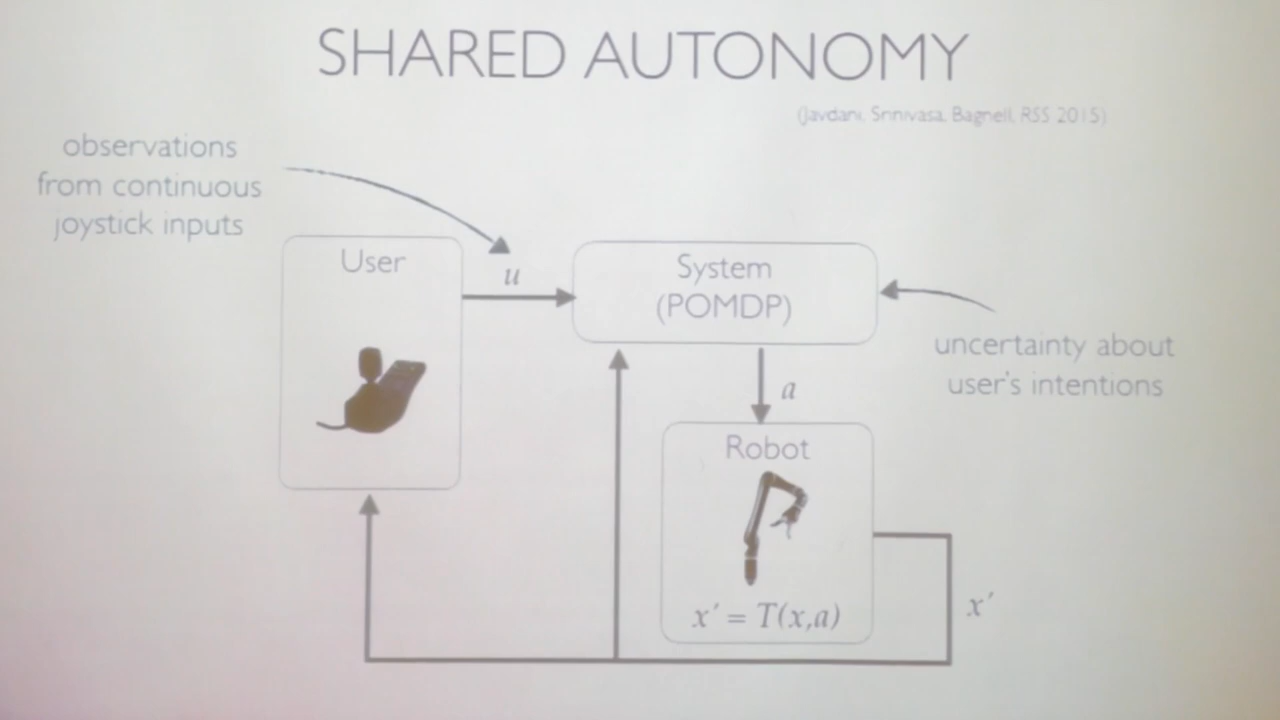 SHARED AUTONOMY
(Javdani, Srinivasa, Bagnell, RSS 2015)
observations
from continuous
joystick inputs
User
u
System
(POMDP)
uncertainty about
user's intentions
a
Robot
x′ = T(x,a)
x′